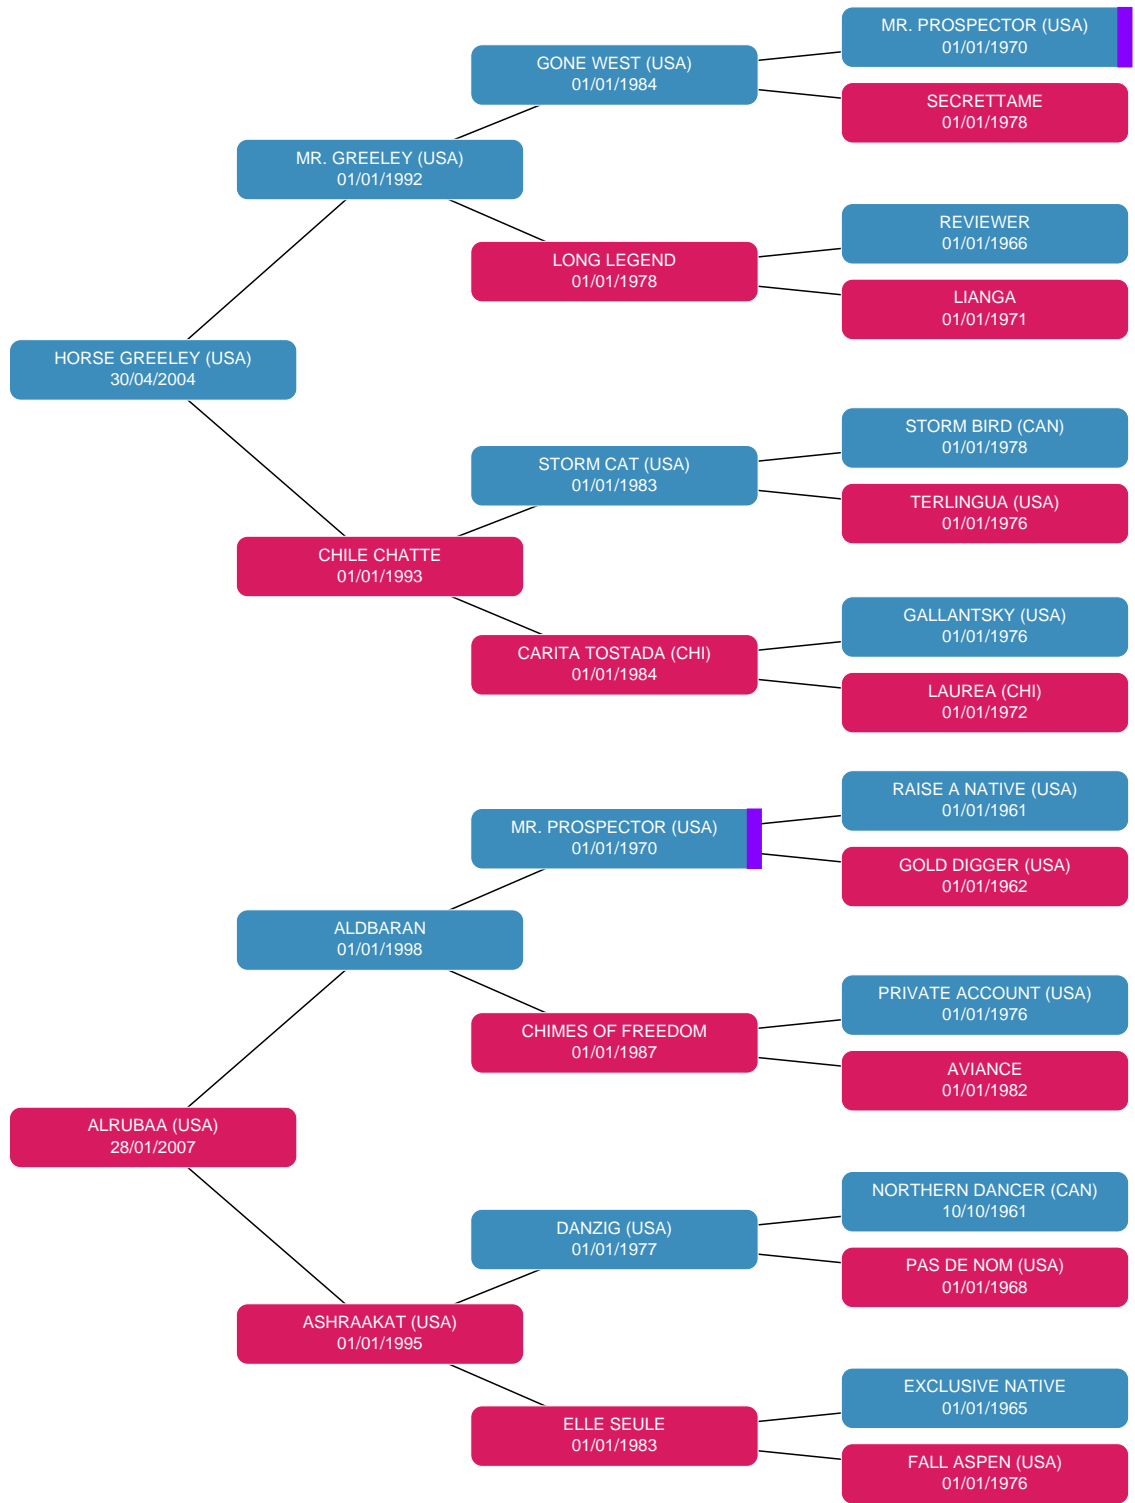 MR. PROSPECTOR (USA)
01/01/1970
GONE WEST (USA)
01/01/1984
SECRETTAME
01/01/1978
MR. GREELEY (USA)
01/01/1992
REVIEWER
01/01/1966
LONG LEGEND
01/01/1978
LIANGA
01/01/1971
HORSE GREELEY (USA)
30/04/2004
STORM BIRD (CAN)
01/01/1978
STORM CAT (USA)
01/01/1983
TERLINGUA (USA)
01/01/1976
CHILE CHATTE
01/01/1993
GALLANTSKY (USA)
01/01/1976
CARITA TOSTADA (CHI)
01/01/1984
LAUREA (CHI)
01/01/1972
RAISE A NATIVE (USA)
01/01/1961
MR. PROSPECTOR (USA)
01/01/1970
GOLD DIGGER (USA)
01/01/1962
ALDBARAN
01/01/1998
PRIVATE ACCOUNT (USA)
01/01/1976
CHIMES OF FREEDOM
01/01/1987
AVIANCE
01/01/1982
ALRUBAA (USA)
28/01/2007
NORTHERN DANCER (CAN)
10/10/1961
DANZIG (USA)
01/01/1977
PAS DE NOM (USA)
01/01/1968
ASHRAAKAT (USA)
01/01/1995
EXCLUSIVE NATIVE
01/01/1965
ELLE SEULE
01/01/1983
FALL ASPEN (USA)
01/01/1976